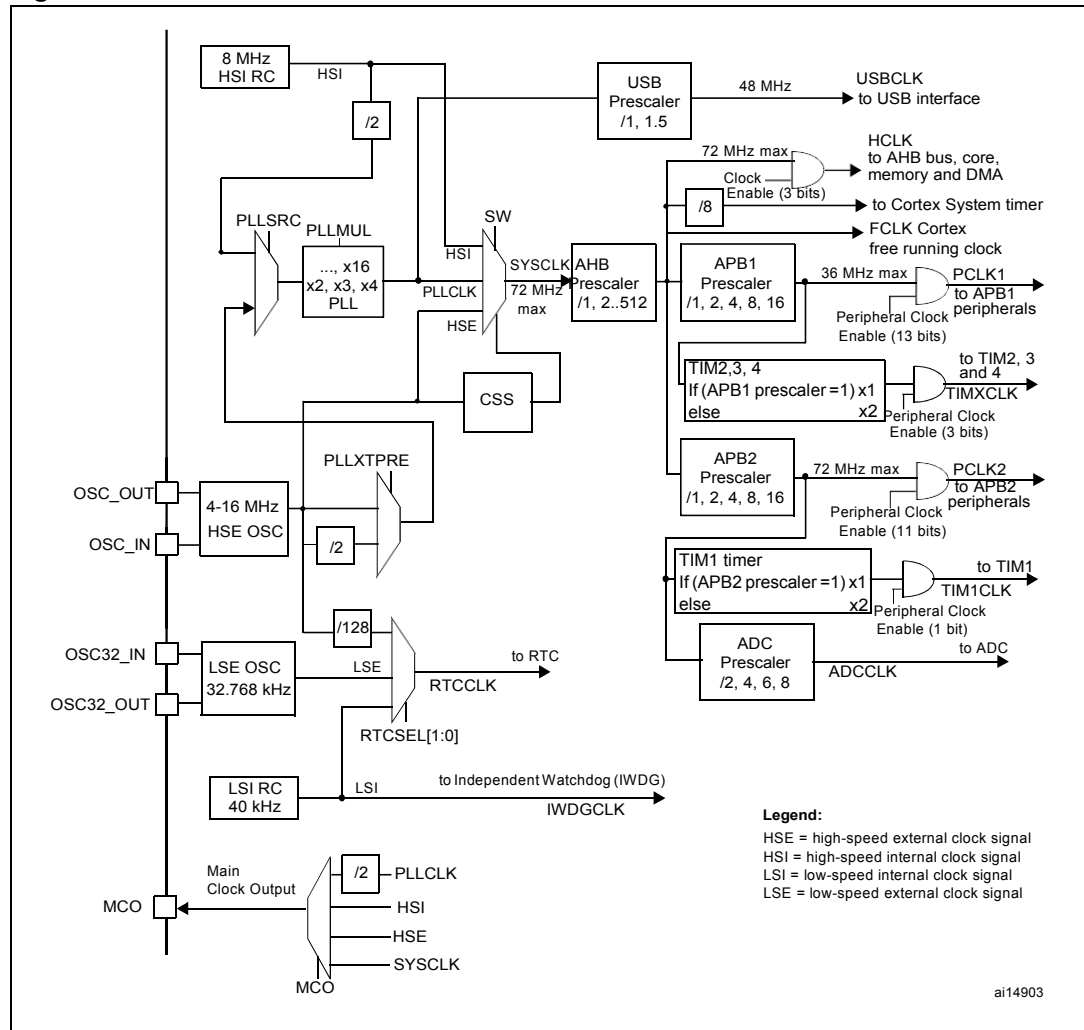 8 MHz
HSI RC
HSI
/2
USB
Prescaler
/1, 1.5
48 MHz
USBCLK
to USB interface
72 MHz max
Clock
Enable (3 bits)
HCLK
to AHB bus, core,
memory and DMA
/8
to Cortex System timer
FCLK Cortex
free running clock
PLLSRC
PLLMUL
..., x16
x2, x3, x4
PLL
SW
HSI
PLLCLK
HSE
SYSCLK
72 MHz
max
AHB
Prescaler
/1, 2..512
APB1
Prescaler
/1, 2, 4, 8, 16
36 MHz max
PCLK1
to APB1
peripherals
Peripheral Clock
Enable (13 bits)
TIM2,3, 4
If (APB1 prescaler =1) x1
else x2
to TIM2, 3
and 4
TIMXCLK
Peripheral Clock
Enable (3 bits)
CSS
PLLXTPRE
OSC_OUT
OSC_IN
4-16 MHz
HSE OSC
/2
APB2
Prescaler
/1, 2, 4, 8, 16
72 MHz max
PCLK2
to APB2
peripherals
Peripheral Clock
Enable (11 bits)
TIM1 timer
If (APB2 prescaler =1) x1
else x2
to TIM1
TIM1CLK
Peripheral Clock
Enable (1 bit)
ADC
Prescaler
/2, 4, 6, 8
to ADC
ADCCLK
/128
OSC32_IN
OSC32_OUT
LSE OSC
32.768 kHz
LSE
to RTC
RTCCLK
RTCSEL[1:0]
LSI RC
40 kHz
LSI
to Independent Watchdog (IWDG)
IWDGCLK
Legend:
HSE = high-speed external clock signal
HSI = high-speed internal clock signal
LSI = low-speed internal clock signal
LSE = low-speed external clock signal
Main
Clock Output
MCO
/2
PLLCLK
HSI
HSE
SYSCLK
MCO
ai14903